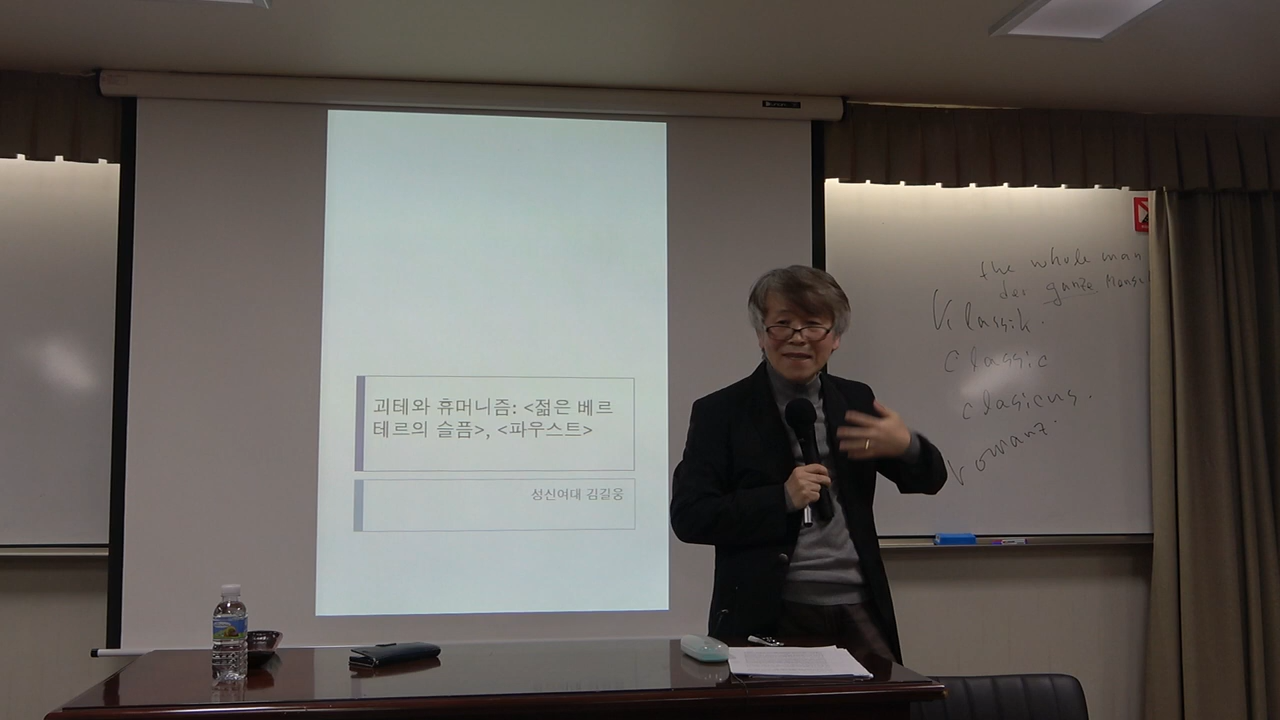 괴테와 휴머니즘: <젊은 베르
테르의 슬픔>, <파우스트>
성신여대 김길웅
the whole man
der ganze
Klassik.
classic
clasicus.
romanz.